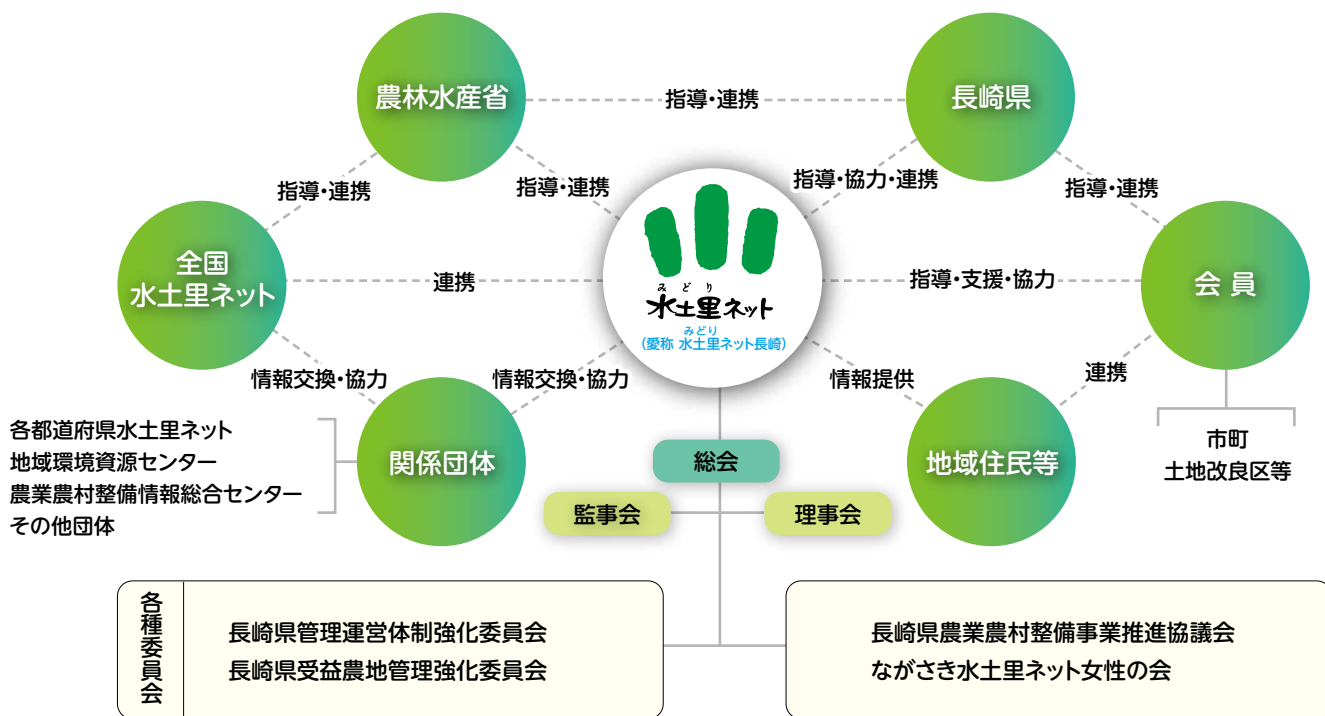 農林水産省
指導・連携
長崎県
指導・連携
指導・連携
指導・協力・連携
指導・連携
全国
水土里ネット
連携
みどり
水土里ネット
みどり
(愛称 水土里ネット長崎)
指導・支援・協力
会員
情報交換・協力
情報交換・協力
情報提供
連携
各都道府県水土里ネット
地域環境資源センター
農業農村整備情報総合センター
その他団体
関係団体
総会
地域住民等
市町
土地改良区等
監事会
理事会
各種委員会
長崎県管理運営体制強化委員会
長崎県受益農地管理強化委員会
長崎県農業農村整備事業推進協議会
ながさき水土里ネット女性の会